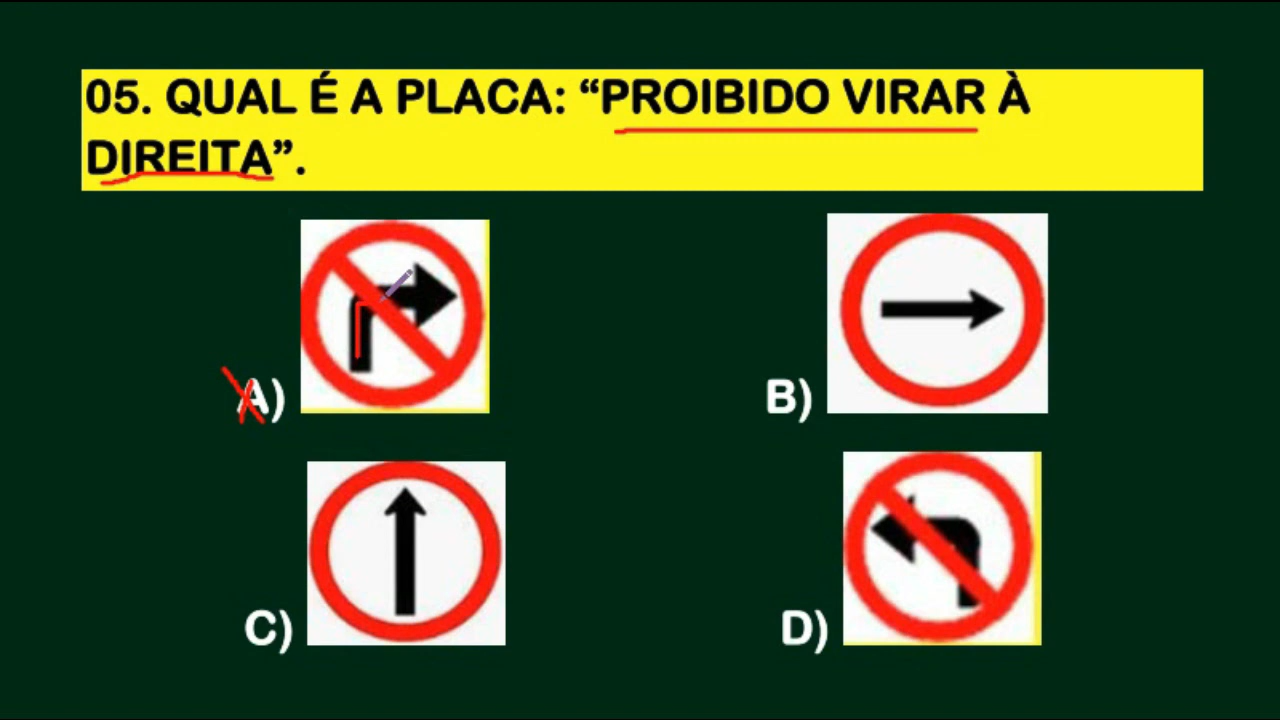 05. QUAL É A PLACA: “PROIBIDO VIRAR À
DIREITA”.
A)
B)
C)
D)